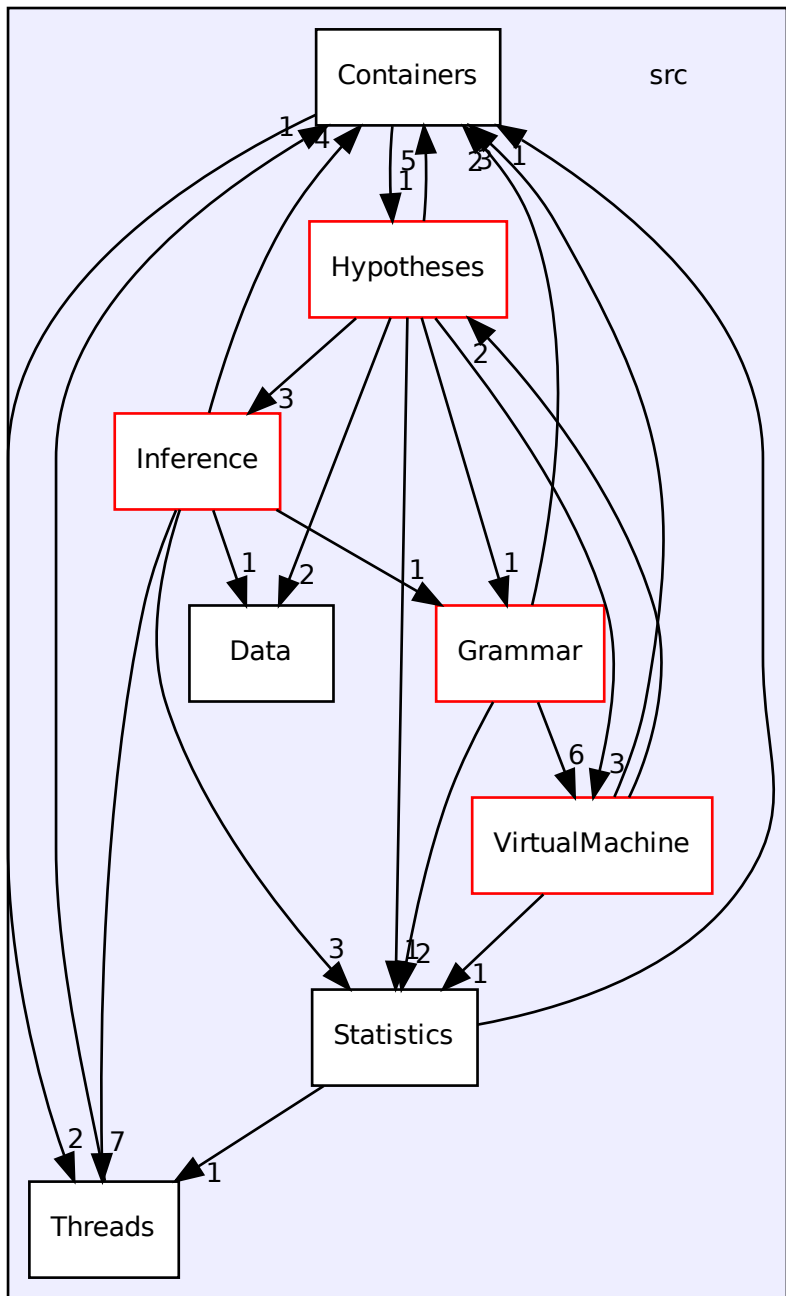 Containers
src
1
4
5
1
2
3
1
Hypotheses
2
3
Inference
1
2
1
1
Data
Grammar
6
3
VirtualMachine
3
1
2
1
Statistics
2
7
1
Threads